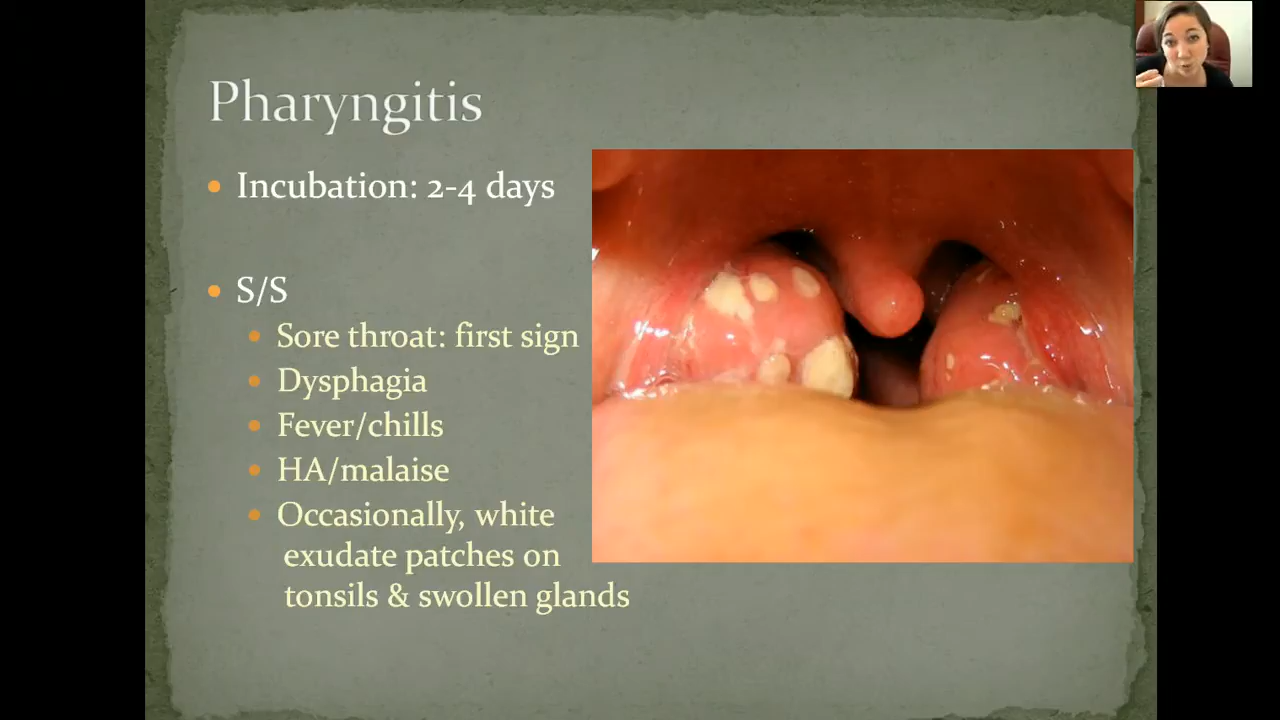 Pharyngitis
• Incubation: 2-4 days
• S/S
• Sore throat: first sign
• Dysphagia
• Fever/chills
• HA/malaise
• Occasionally, white
exudate patches on
tonsils & swollen glands